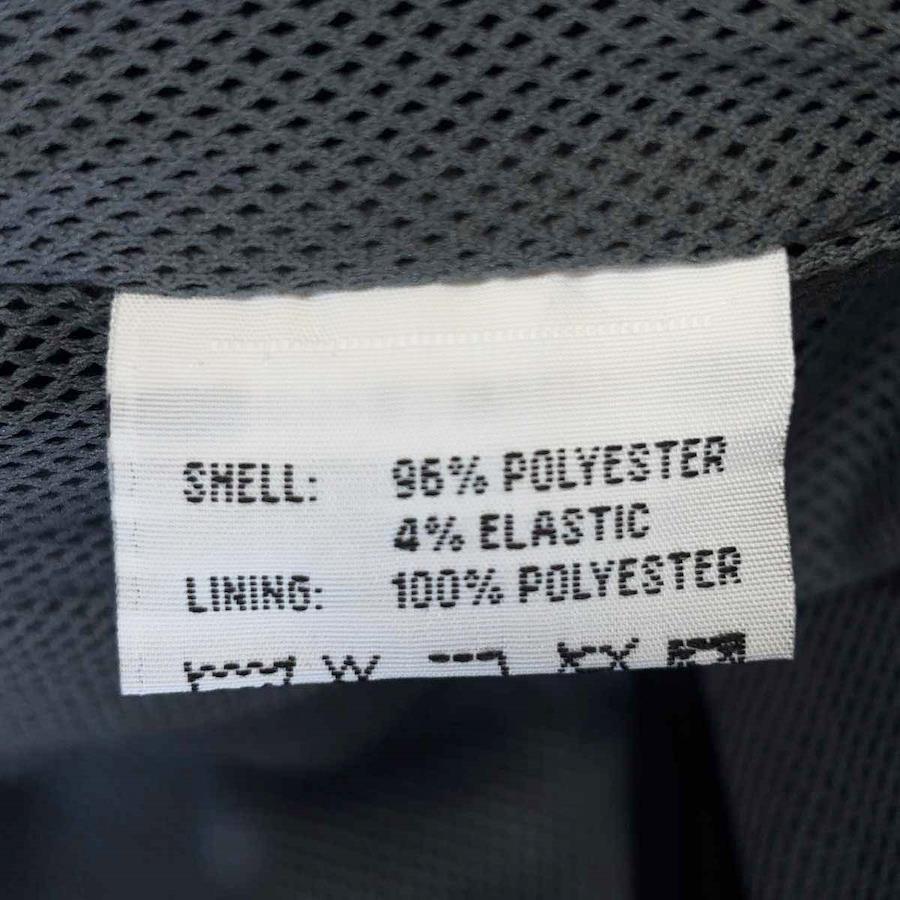 SHELL: 96% POLYESTER
4% ELASTIC
LINING: 100% POLYESTER